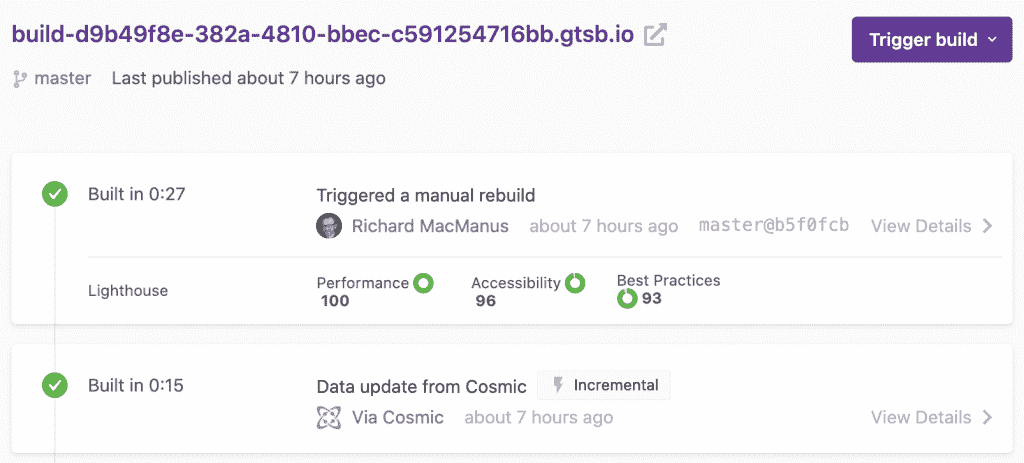 build-d9b49f8e-382a-4810-bbec-c591254716bb.gtsb.io
Trigger build
master Last published about 7 hours ago
Built in 0:27
Triggered a manual rebuild
Richard MacManus about 7 hours ago master@b5f0fcb View Details
Lighthouse
Performance
100
Accessibility
96
Best Practices
93
Built in 0:15
Data update from Cosmic Incremental
Via Cosmic about 7 hours ago View Details